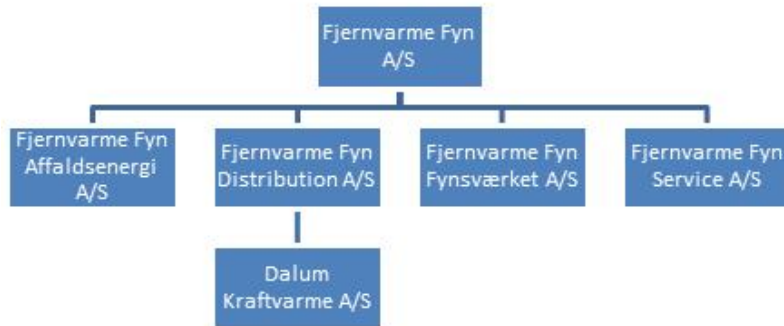 Fjernvarme Fyn
A/S
Fjernvarme Fyn
Affaldsenergi
A/S
Fjernvarme Fyn
Distribution A/S
Fjernvarme Fyn
Fynsværket A/S
Fjernvarme Fyn
Service A/S
Dalum
Kraftvarme A/S